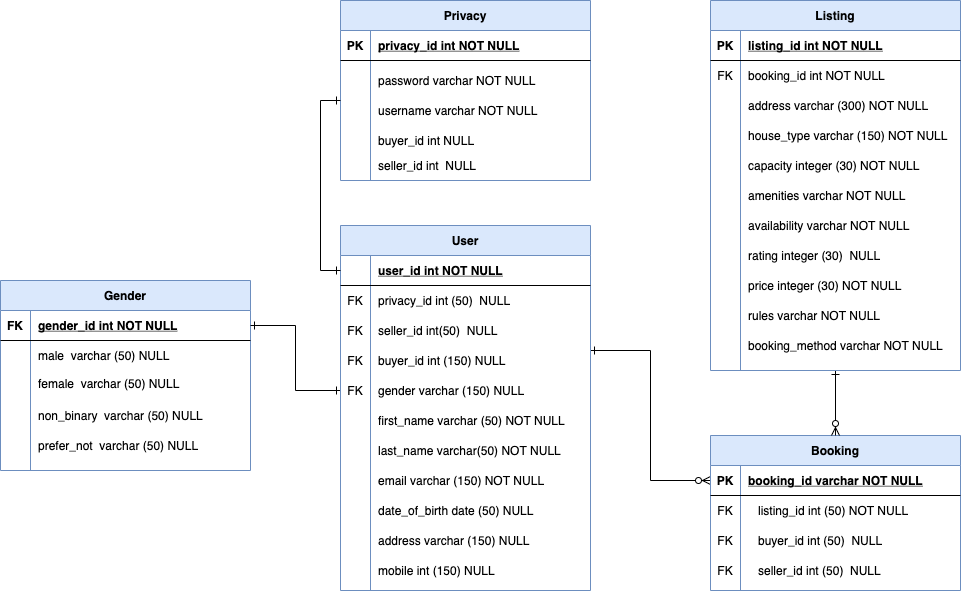 Privacy
PK privacy_id int NOT NULL
password varchar NOT NULL
username varchar NOT NULL
buyer_id int NULL
seller_id int  NULL
Listing
PK listing_id int NOT NULL
FK booking_id int NOT NULL
address varchar (300) NOT NULL
house_type varchar (150) NOT NULL
capacity integer (30) NOT NULL
amenities varchar NOT NULL
availability varchar NOT NULL
rating integer (30)  NULL
price integer (30) NOT NULL
rules varchar NOT NULL
booking_method varchar NOT NULL
User
user_id int NOT NULL
FK privacy_id int (50)  NULL
FK seller_id int(50)  NULL
FK buyer_id int (150) NULL
FK gender varchar (150) NULL
first_name varchar (50) NOT NULL
last_name varchar(50) NOT NULL
email varchar (150) NOT NULL
date_of_birth date (50) NULL
address varchar (150) NULL
mobile int (150) NULL
Gender
FK gender_id int NOT NULL
male  varchar (50) NULL
female  varchar (50) NULL
non_binary  varchar (50) NULL
prefer_not  varchar (50) NULL
Booking
PK booking_id varchar NOT NULL
FK listing_id int (50) NOT NULL
FK buyer_id int (50)  NULL
FK seller_id int (50)  NULL